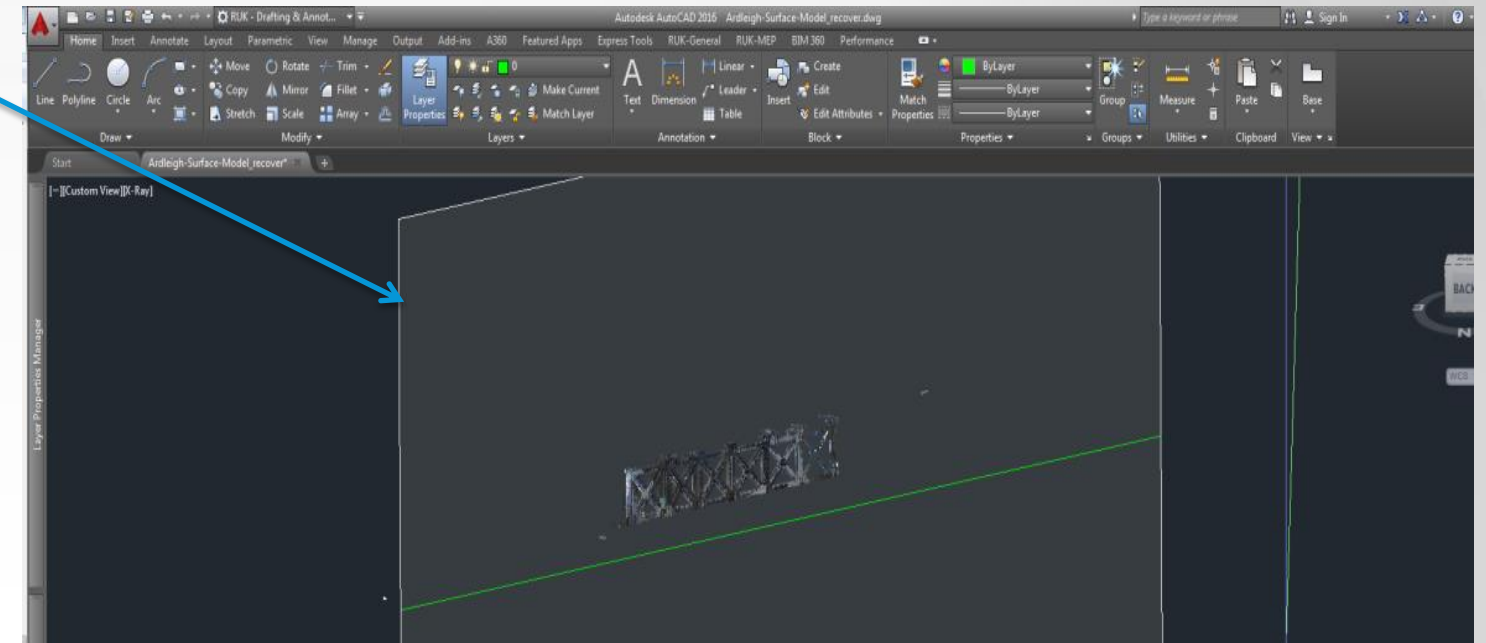 RUK - Drafting & Annot... Autodesk AutoCAD 2016 Ardleigh-Surface-Model_recover.dwg Type a keyword or phrase Sign In
Home Insert Annotate Layout Parametric View Manage Output Add-ins A360 Featured Apps Express Tools RUK-General RUK-MEP BIM 360 Performance
Move Rotate Trim 0 Linear Create ByLayer
Line Polyline Circle Arc Copy Mirror Fillet Layer Properties Make Current Text Dimension Leader Insert Edit Match Properties ByLayer Group Measure Paste Base
Stretch Scale Array Match Layer Table Edit Attributes ByLayer
Draw Modify Layers Annotation Block Properties Groups Utilities Clipboard View
Start Ardleigh-Surface-Model_recover*
[−][Custom View][X-Ray]
BACK
N
WCS
Layer Properties Manager